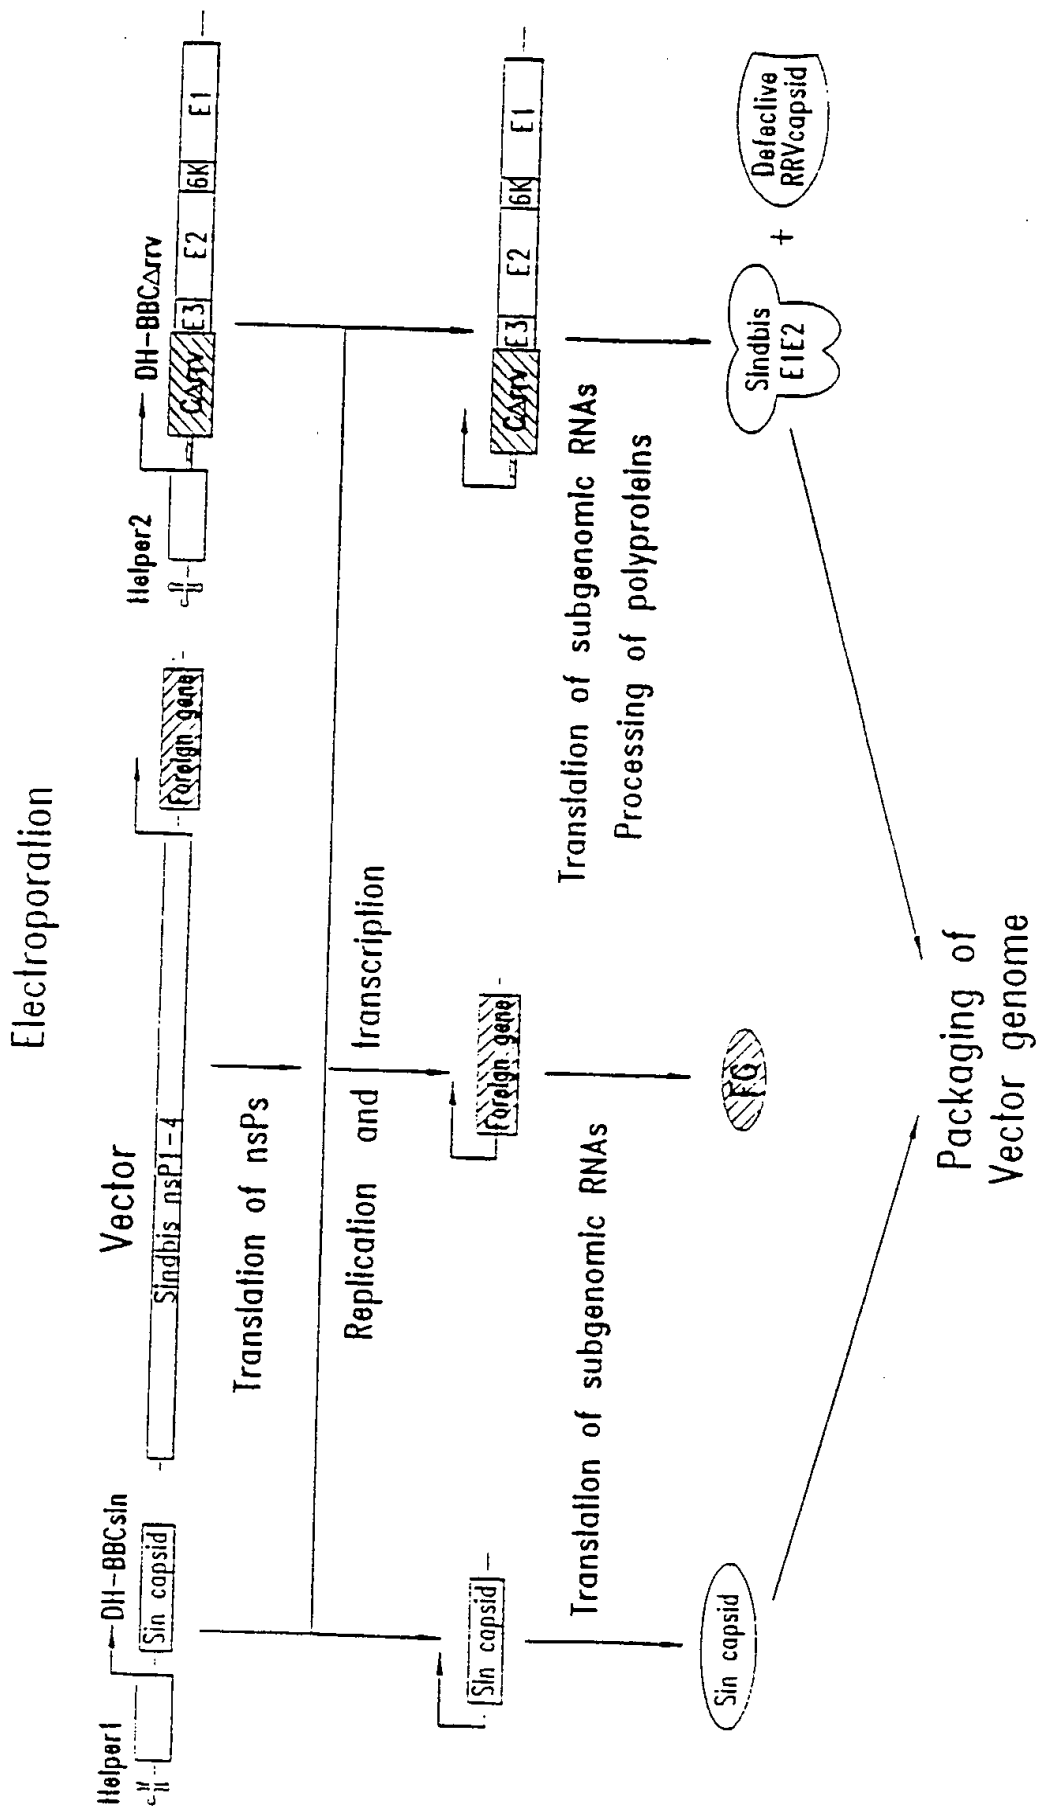 Electroporation
Helper1
DH-BBCsin
Sin capsid
Vector
Sindbis nsP1-4
Foreign gene
Helper2
DH-BBCΔrrv
CΔrrv
E3
E2
6K
E1
Translation of nsPs
Replication and transcription
Sin capsid
Foreign gene
CΔrrv
E3
E2
6K
E1
Translation of subgenomic RNAs
Translation of subgenomic RNAs
Processing of polyproteins
Sin capsid
FG
Sindbis
E1E2
+
Defective
RRVcapsid
Packaging of
Vector genome